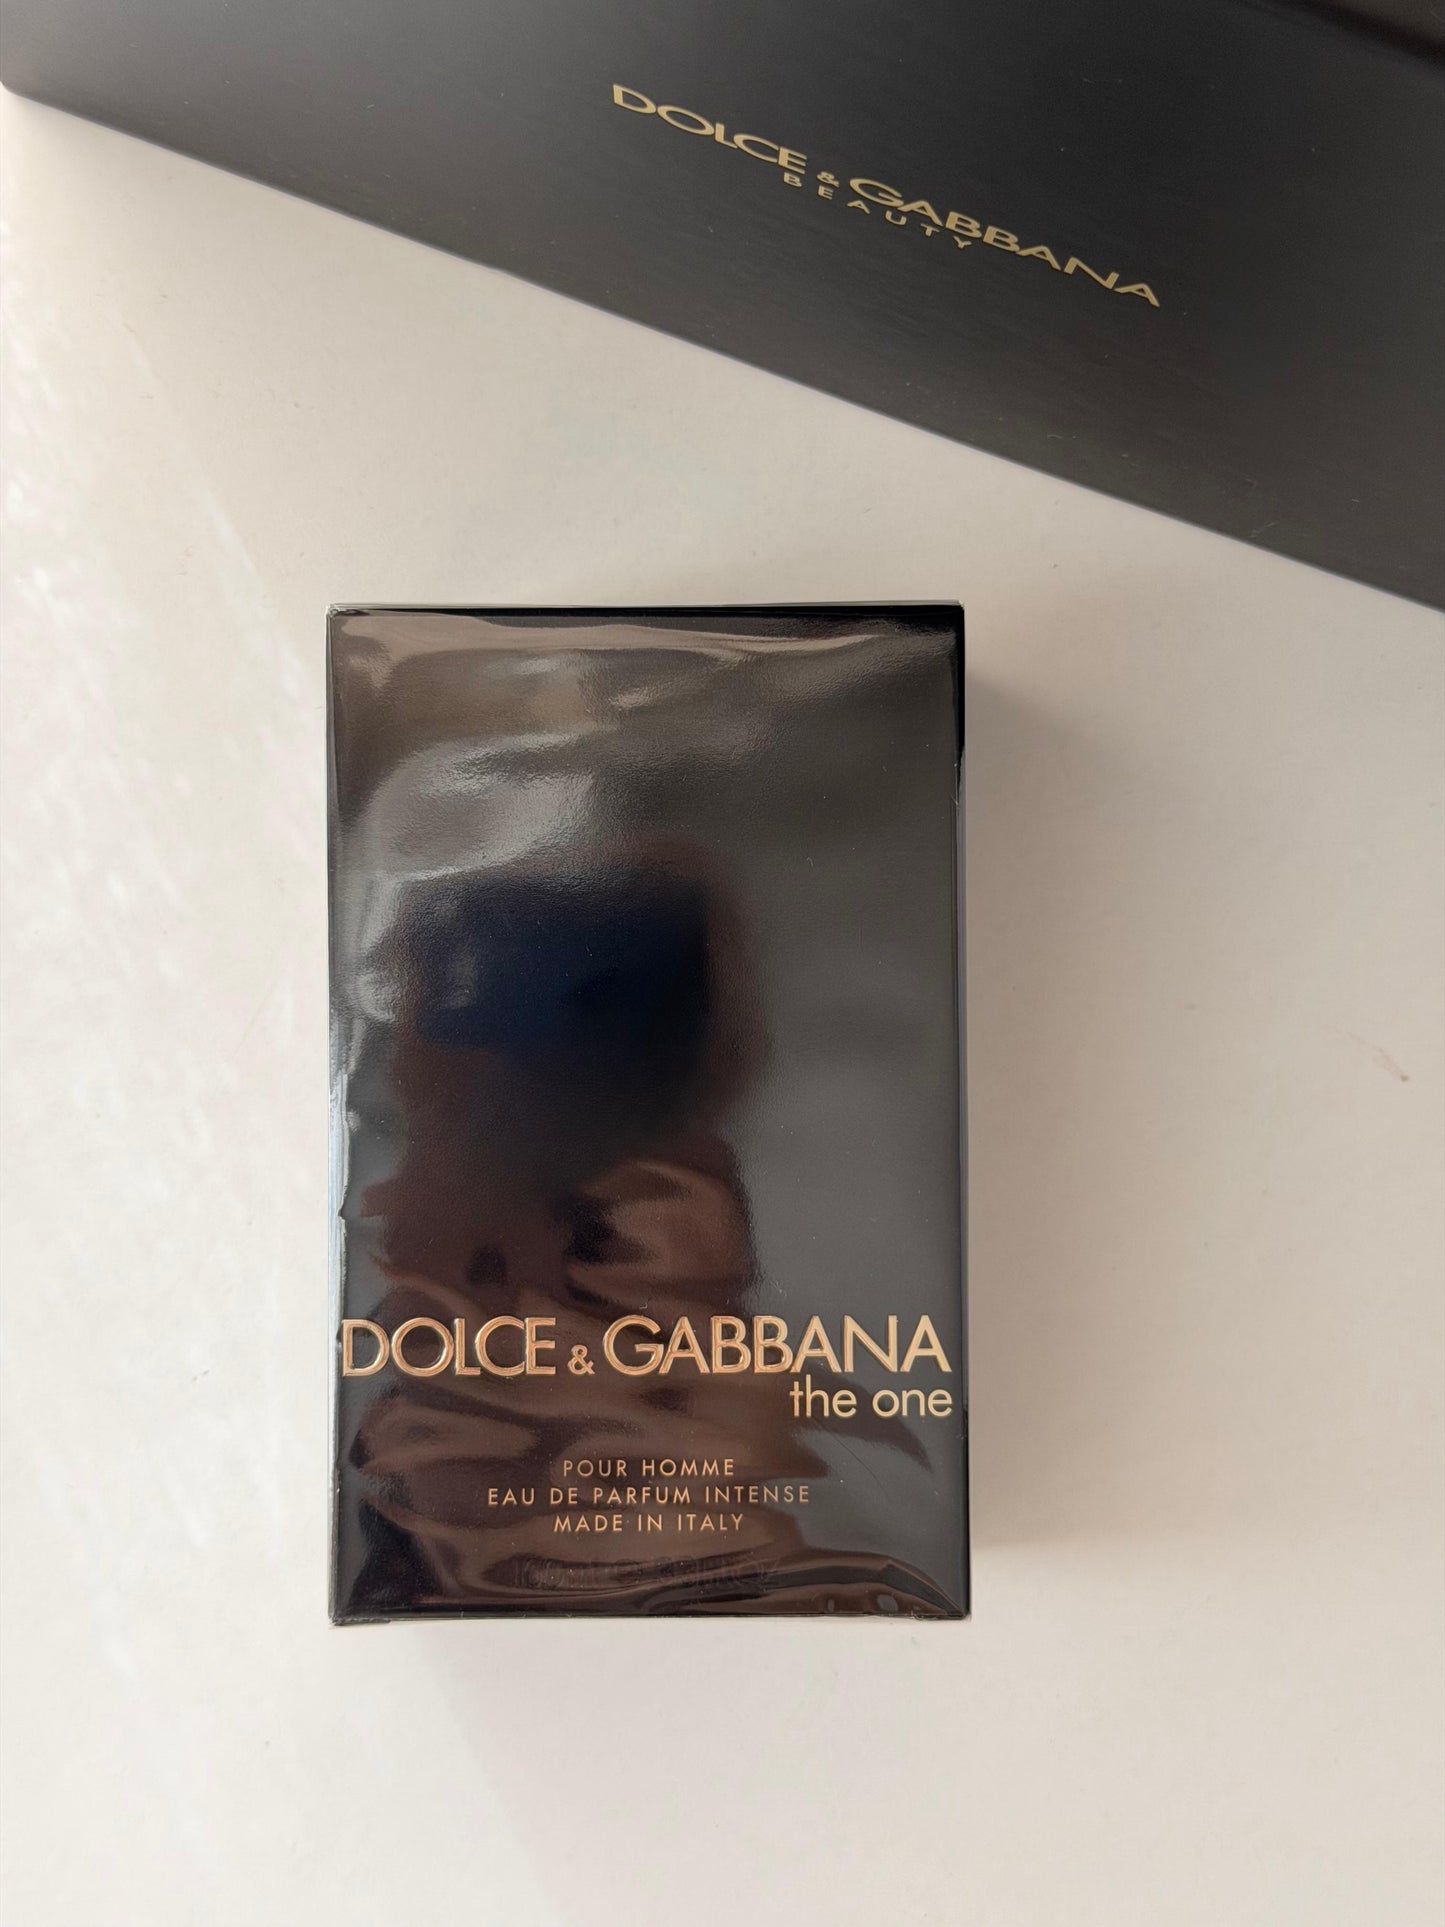 DOLCE & GABBANA
BEAUTY
DOLCE & GABBANA
the one
POUR HOMME
EAU DE PARFUM INTENSE
MADE IN ITALY